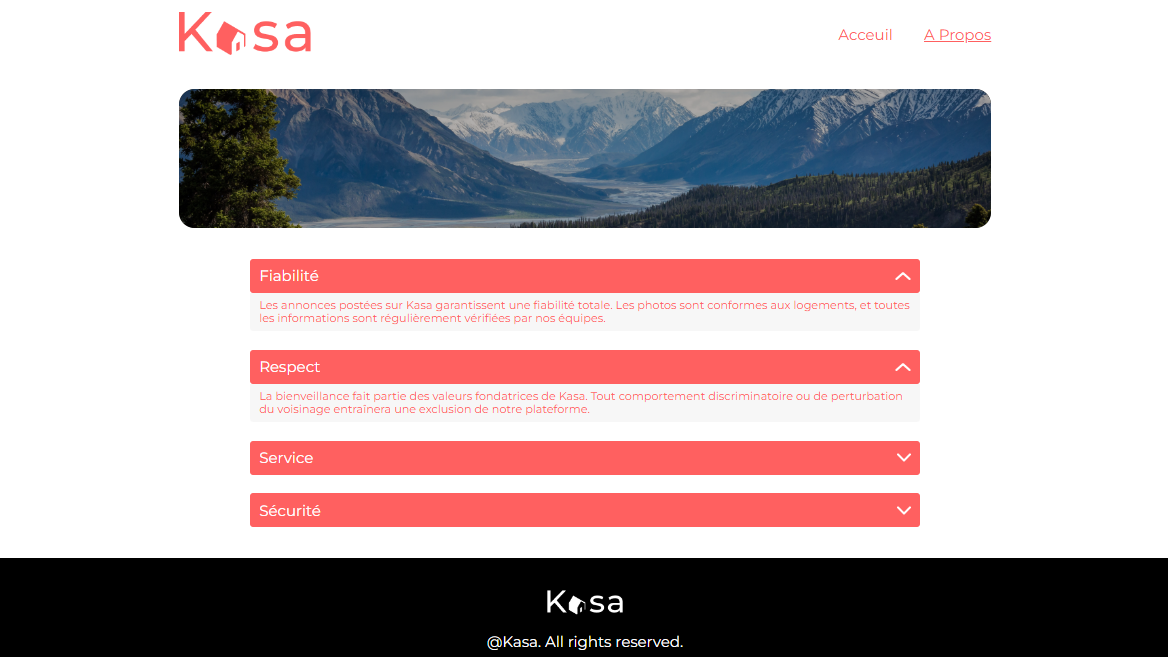 Kasa
Acceuil A Propos
Fiabilité
Les annonces postées sur Kasa garantissent une fiabilité totale. Les photos sont conformes aux logements, et toutes
les informations sont régulièrement vérifiées par nos équipes.
Respect
La bienveillance fait partie des valeurs fondatrices de Kasa. Tout comportement discriminatoire ou de perturbation
du voisinage entraînera une exclusion de notre plateforme.
Service
Sécurité
Kasa
@Kasa. All rights reserved.